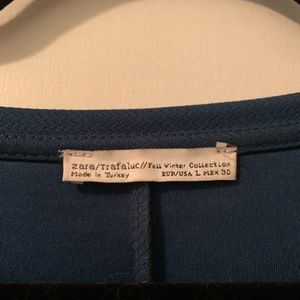 zara/Trafaluc//Fall Winter Collection
Made in Turkey EUR/USA L MEX 30